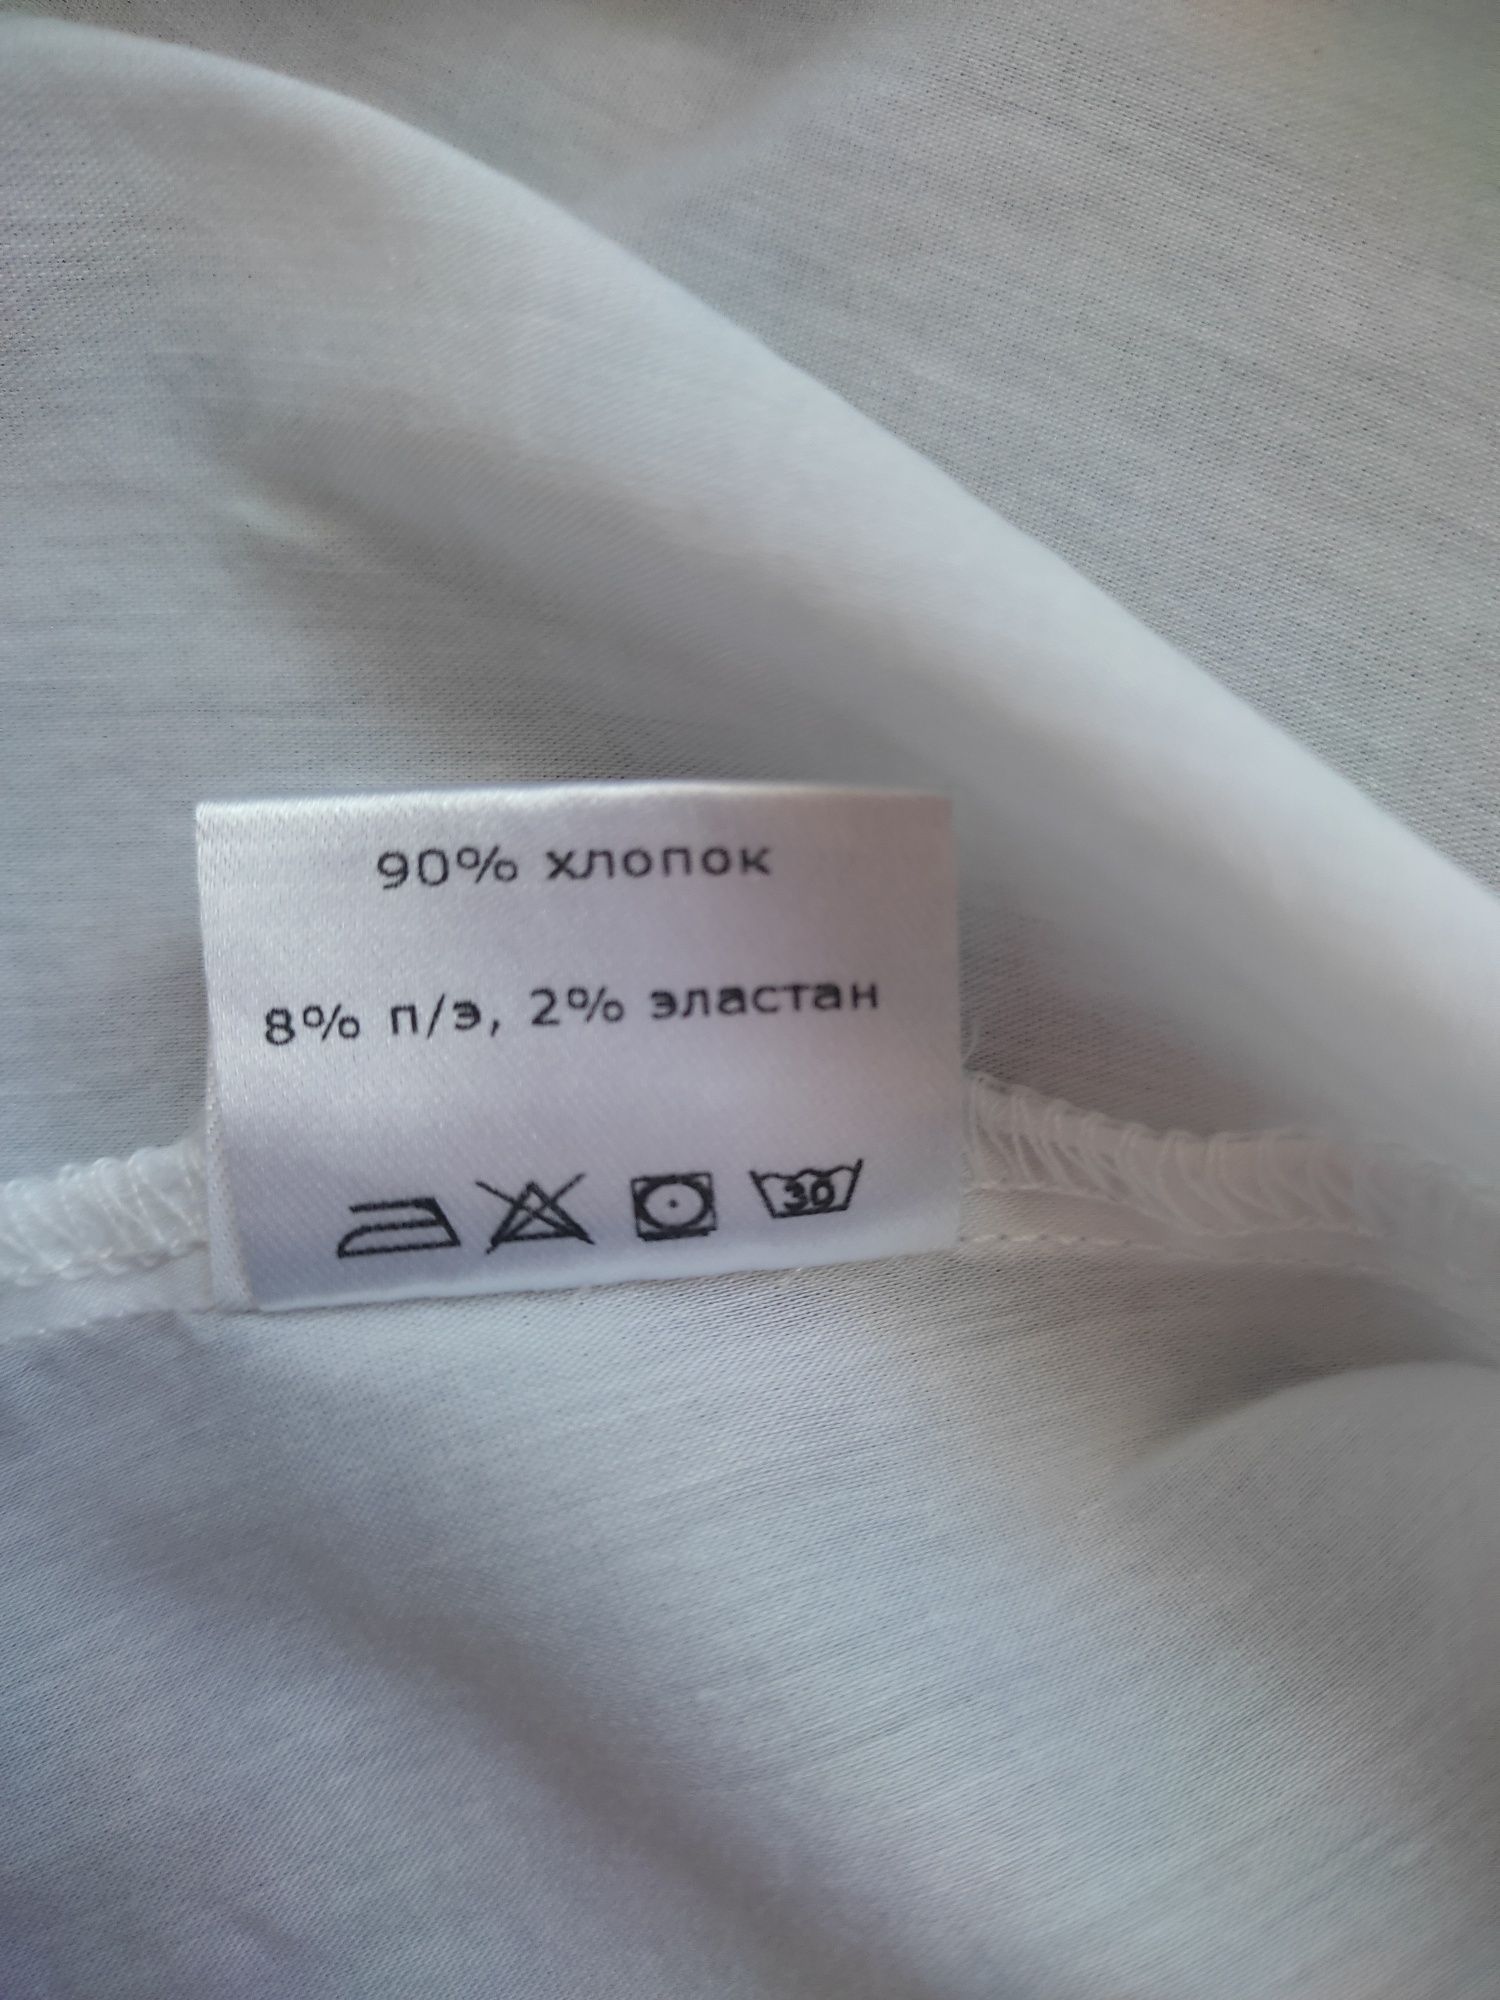 90% хлопок
8% п/э, 2% эластан
30